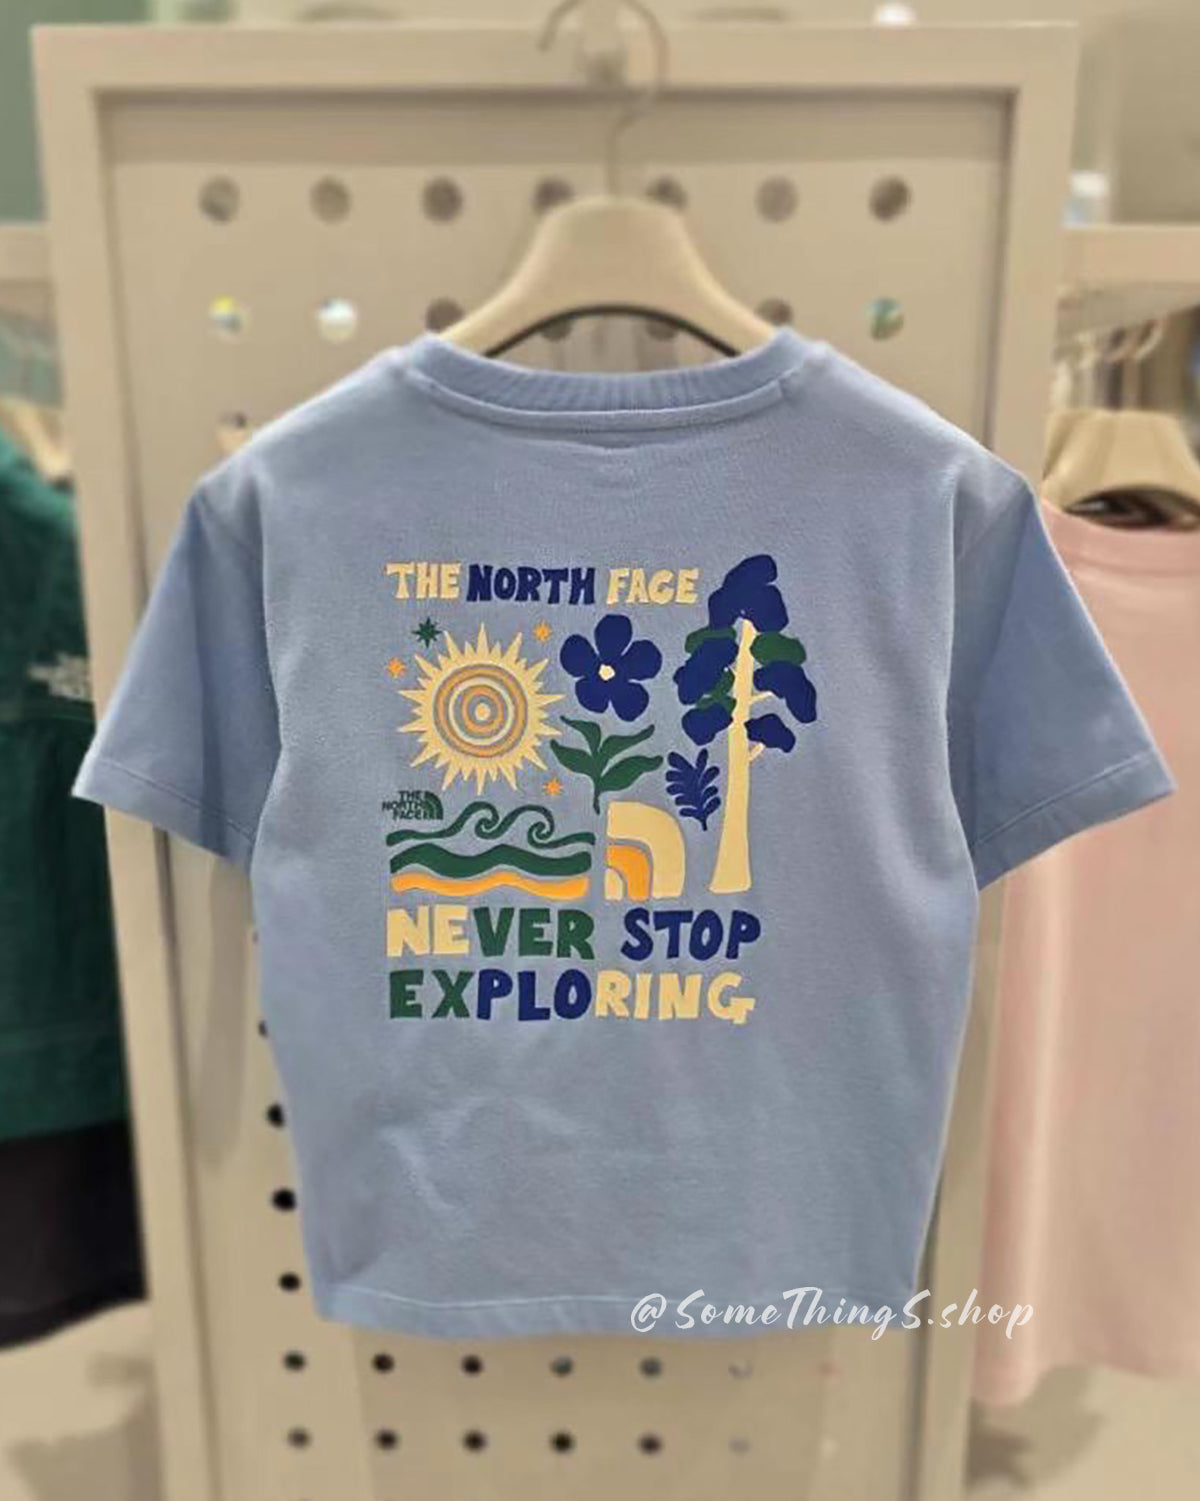 THE NORTH FACE
THE
NORTH
FACE
NEVER STOP
EXPLORING
@SomeThingS.shop